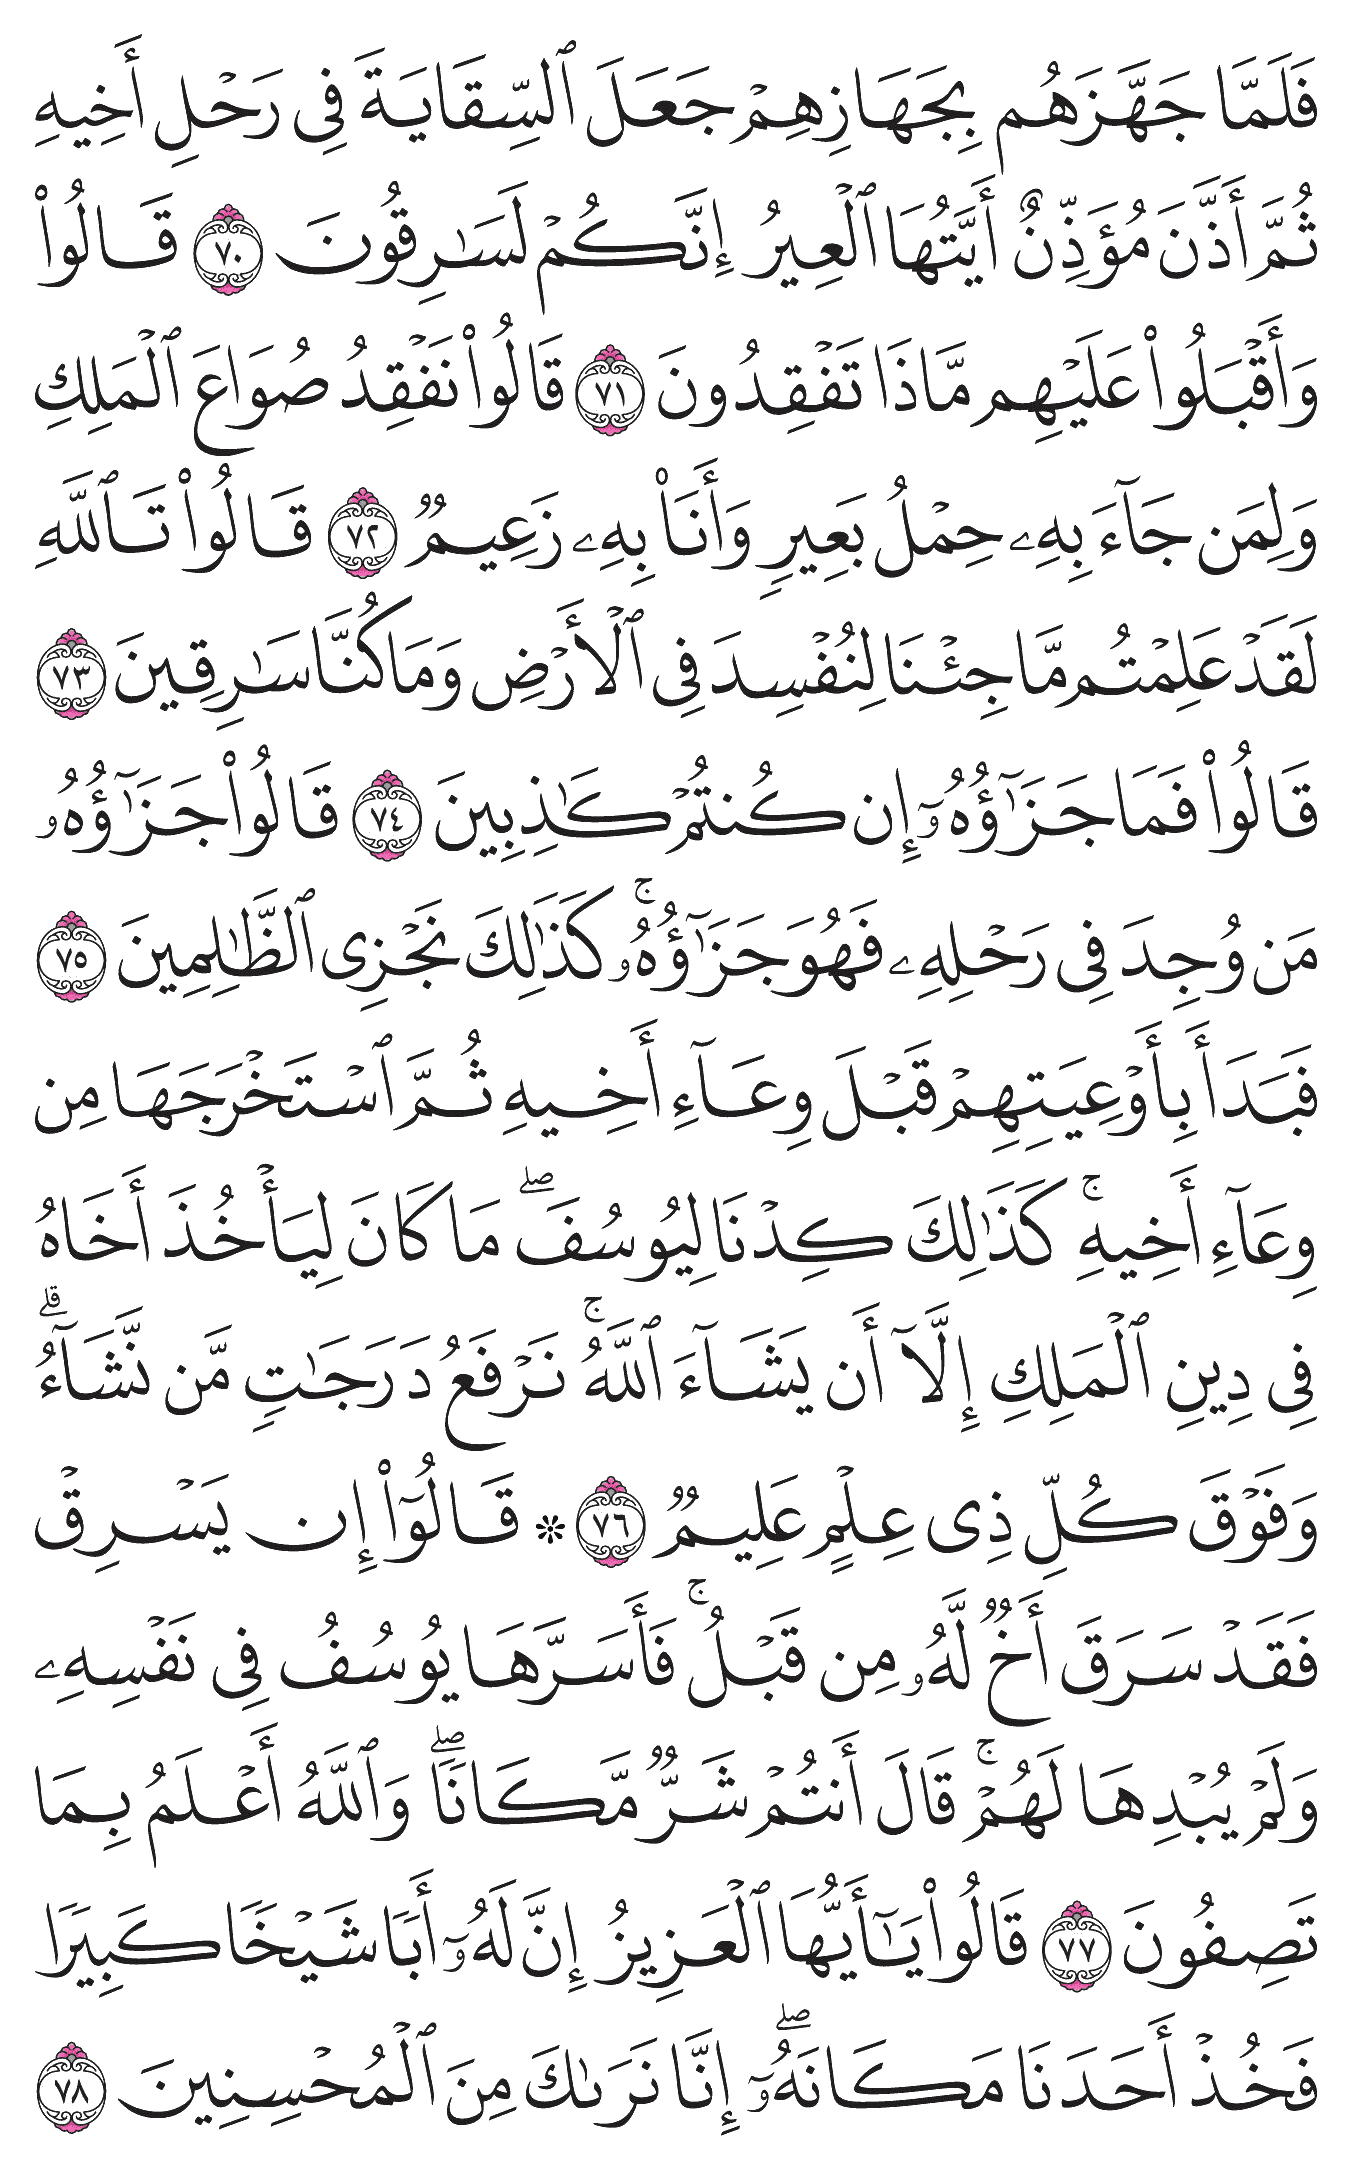 فَلَمَّا جَهَّزَهُم بِجَهَازِهِمْ جَعَلَ ٱلسِّقَايَةَ فِى رَحْلِ أَخِيهِ
ثُمَّ أَذَّنَ مُؤَذِّنٌ أَيَّتُهَا ٱلْعِيرُ إِنَّكُمْ لَسَـٰرِقُونَ ٧٠ قَالُوا۟
وَأَقْبَلُوا۟ عَلَيْهِم مَّاذَا تَفْقِدُونَ ٧١ قَالُوا۟ نَفْقِدُ صُوَاعَ ٱلْمَلِكِ
وَلِمَن جَآءَ بِهِۦ حِمْلُ بَعِيرٍ وَأَنَا۠ بِهِۦ زَعِيمٌ ٧٢ قَالُوا۟ تَٱللَّهِ
لَقَدْ عَلِمْتُم مَّا جِئْنَا لِنُفْسِدَ فِى ٱلْأَرْضِ وَمَا كُنَّا سَـٰرِقِينَ ٧٣
قَالُوا۟ فَمَا جَزَٰٓؤُهُۥٓ إِن كُنتُمْ كَـٰذِبِينَ ٧٤ قَالُوا۟ جَزَٰٓؤُهُۥ
مَن وُجِدَ فِى رَحْلِهِۦ فَهُوَ جَزَٰٓؤُهُۥ ۚ كَذَٰلِكَ نَجْزِى ٱلظَّـٰلِمِينَ ٧٥
فَبَدَأَ بِأَوْعِيَتِهِمْ قَبْلَ وِعَآءِ أَخِيهِ ثُمَّ ٱسْتَخْرَجَهَا مِن
وِعَآءِ أَخِيهِ ۚ كَذَٰلِكَ كِدْنَا لِيُوسُفَ ۖ مَا كَانَ لِيَأْخُذَ أَخَاهُ
فِى دِينِ ٱلْمَلِكِ إِلَّآ أَن يَشَآءَ ٱللَّهُ ۚ نَرْفَعُ دَرَجَـٰتٍ مَّن نَّشَآءُ ۗ
وَفَوْقَ كُلِّ ذِى عِلْمٍ عَلِيمٌ ٧٦ ۞ قَالُوٓا۟ إِن يَسْرِقْ
فَقَدْ سَرَقَ أَخٌ لَّهُۥ مِن قَبْلُ ۚ فَأَسَرَّهَا يُوسُفُ فِى نَفْسِهِۦ
وَلَمْ يُبْدِهَا لَهُمْ ۚ قَالَ أَنتُمْ شَرٌّ مَّكَانًا ۖ وَٱللَّهُ أَعْلَمُ بِمَا
تَصِفُونَ ٧٧ قَالُوا۟ يَـٰٓأَيُّهَا ٱلْعَزِيزُ إِنَّ لَهُۥٓ أَبًا شَيْخًا كَبِيرًا
فَخُذْ أَحَدَنَا مَكَانَهُۥٓ ۖ إِنَّا نَرَىٰكَ مِنَ ٱلْمُحْسِنِينَ ٧٨